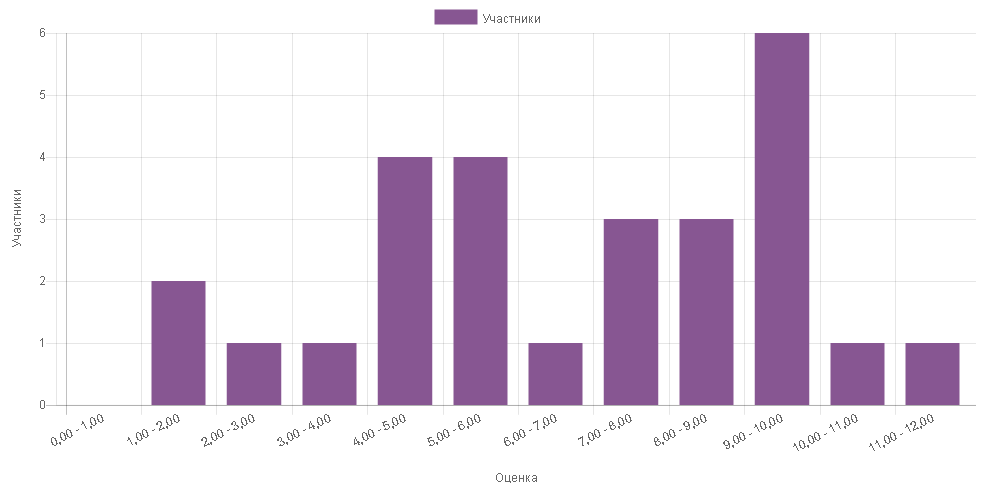 Участники
6
5
4
3
2
1
0
Участники
0,00 - 1,00
1,00 - 2,00
2,00 - 3,00
3,00 - 4,00
4,00 - 5,00
5,00 - 6,00
6,00 - 7,00
7,00 - 8,00
8,00 - 9,00
9,00 - 10,00
10,00 - 11,00
11,00 - 12,00
Оценка